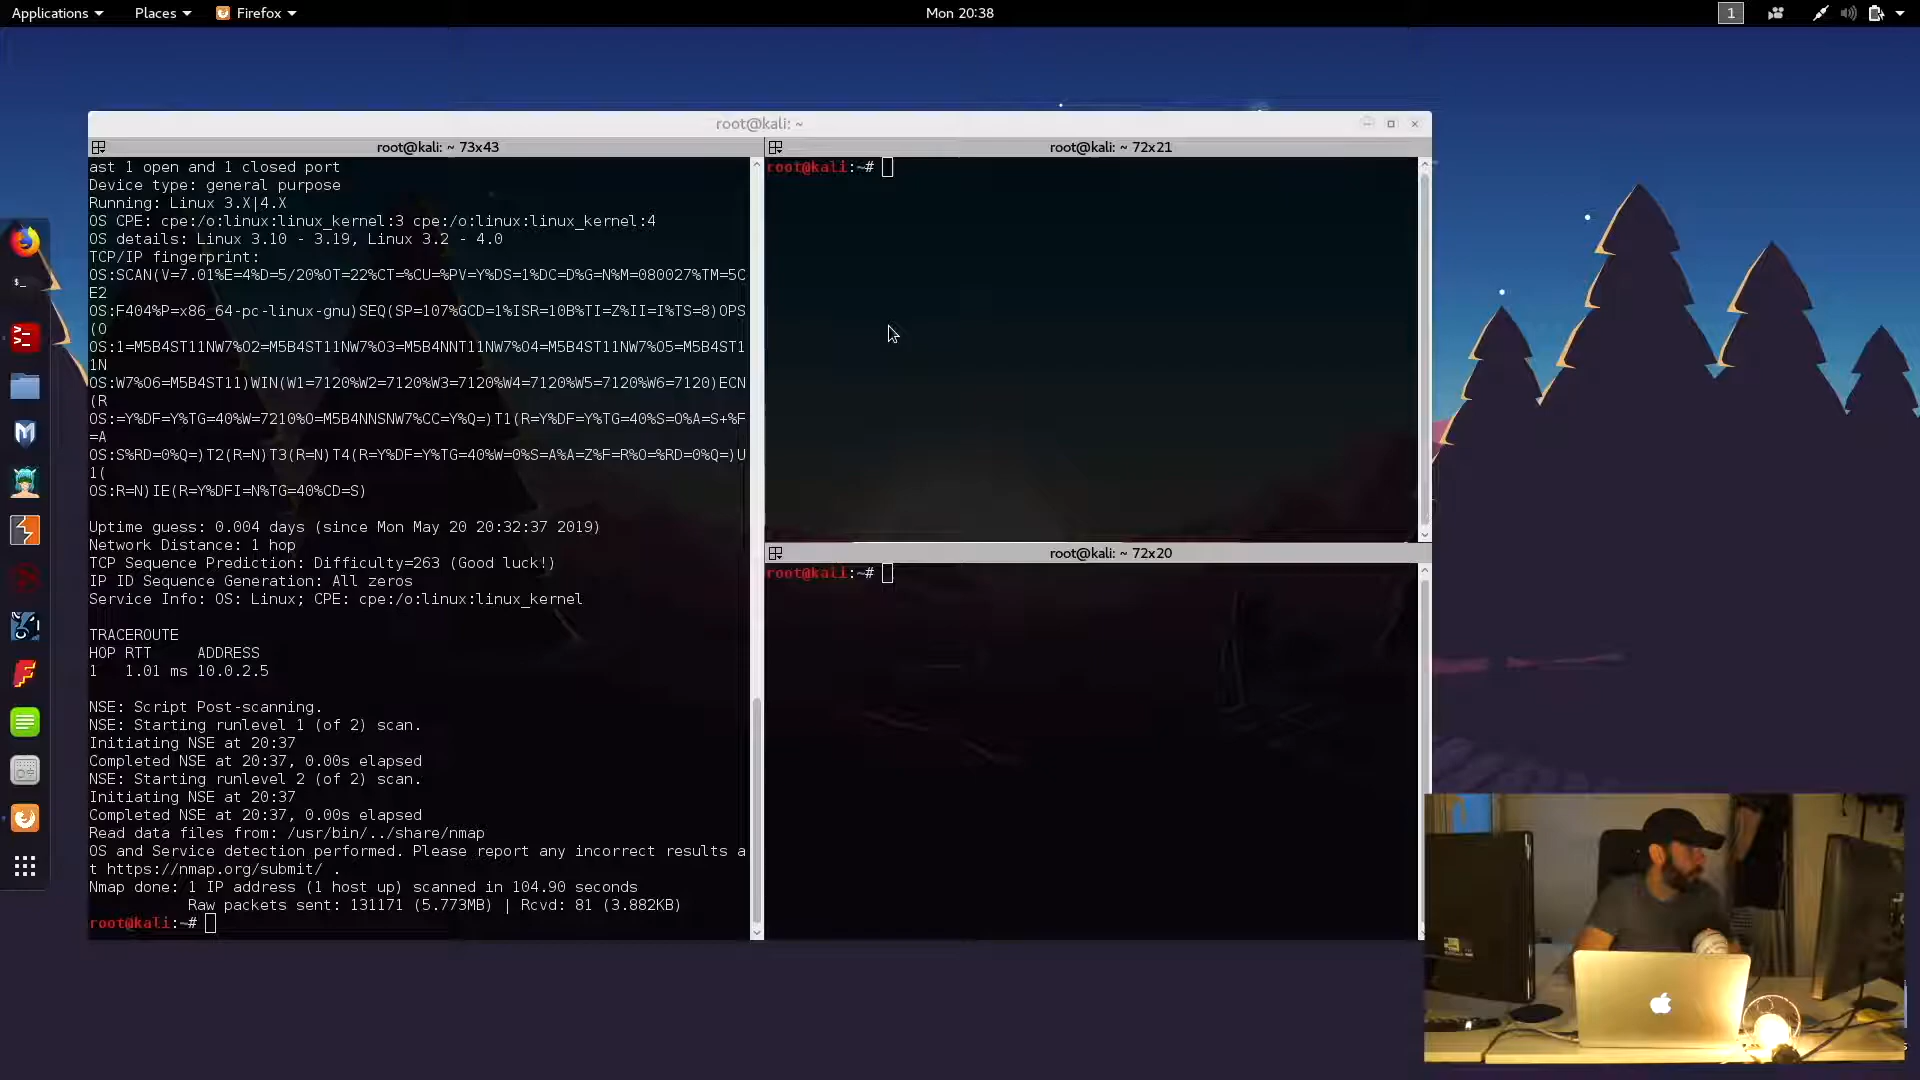 Applications Places Firefox Mon 20:38 1
root@kali: ~
root@kali: ~ 73x43
ast 1 open and 1 closed port
Device type: general purpose
Running: Linux 3.X|4.X
OS CPE: cpe:/o:linux:linux_kernel:3 cpe:/o:linux:linux_kernel:4
OS details: Linux 3.10 - 3.19, Linux 3.2 - 4.0
TCP/IP fingerprint:
OS:SCAN(V=7.01%E=4%D=5/20%OT=22%CT=%CU=%PV=Y%DS=1%DC=D%G=N%M=080027%TM=5C
E2
OS:F404%P=x86_64-pc-linux-gnu)SEQ(SP=107%GCD=1%ISR=10B%TI=Z%II=I%TS=8)OPS
(O
OS:1=M5B4ST11NW7%O2=M5B4ST11NW7%O3=M5B4NNT11NW7%O4=M5B4ST11NW7%O5=M5B4ST1
1N
OS:W7%O6=M5B4ST11)WIN(W1=7120%W2=7120%W3=7120%W4=7120%W5=7120%W6=7120)ECN
(R
OS:=Y%DF=Y%TG=40%W=7210%O=M5B4NNSNW7%CC=Y%Q=)T1(R=Y%DF=Y%TG=40%S=O%A=S+%F
=A
OS:S%RD=0%Q=)T2(R=N)T3(R=N)T4(R=Y%DF=Y%TG=40%W=0%S=A%A=Z%F=R%O=%RD=0%Q=)U
1(
OS:R=N)IE(R=Y%DFI=N%TG=40%CD=S)
Uptime guess: 0.004 days (since Mon May 20 20:32:37 2019)
Network Distance: 1 hop
TCP Sequence Prediction: Difficulty=263 (Good luck!)
IP ID Sequence Generation: All zeros
Service Info: OS: Linux; CPE: cpe:/o:linux:linux_kernel
TRACEROUTE
HOP RTT ADDRESS
1 1.01 ms 10.0.2.5
NSE: Script Post-scanning.
NSE: Starting runlevel 1 (of 2) scan.
Initiating NSE at 20:37
Completed NSE at 20:37, 0.00s elapsed
NSE: Starting runlevel 2 (of 2) scan.
Initiating NSE at 20:37
Completed NSE at 20:37, 0.00s elapsed
Read data files from: /usr/bin/../share/nmap
OS and Service detection performed. Please report any incorrect results a
t https://nmap.org/submit/ .
Nmap done: 1 IP address (1 host up) scanned in 104.90 seconds
Raw packets sent: 131171 (5.773MB) | Rcvd: 81 (3.882KB)
root@kali:~#
root@kali: ~ 72x21
root@kali:~#
root@kali: ~ 72x20
root@kali:~#